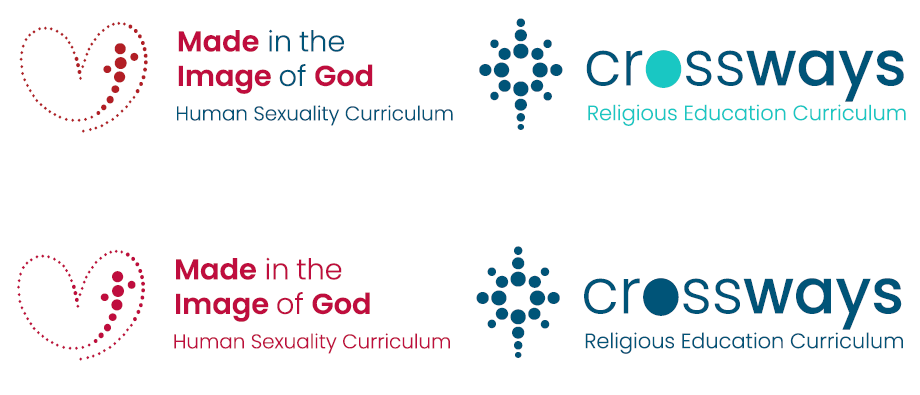 Made in the
Image of God
Human Sexuality Curriculum
crossways
Religious Education Curriculum
Made in the
Image of God
Human Sexuality Curriculum
crossways
Religious Education Curriculum